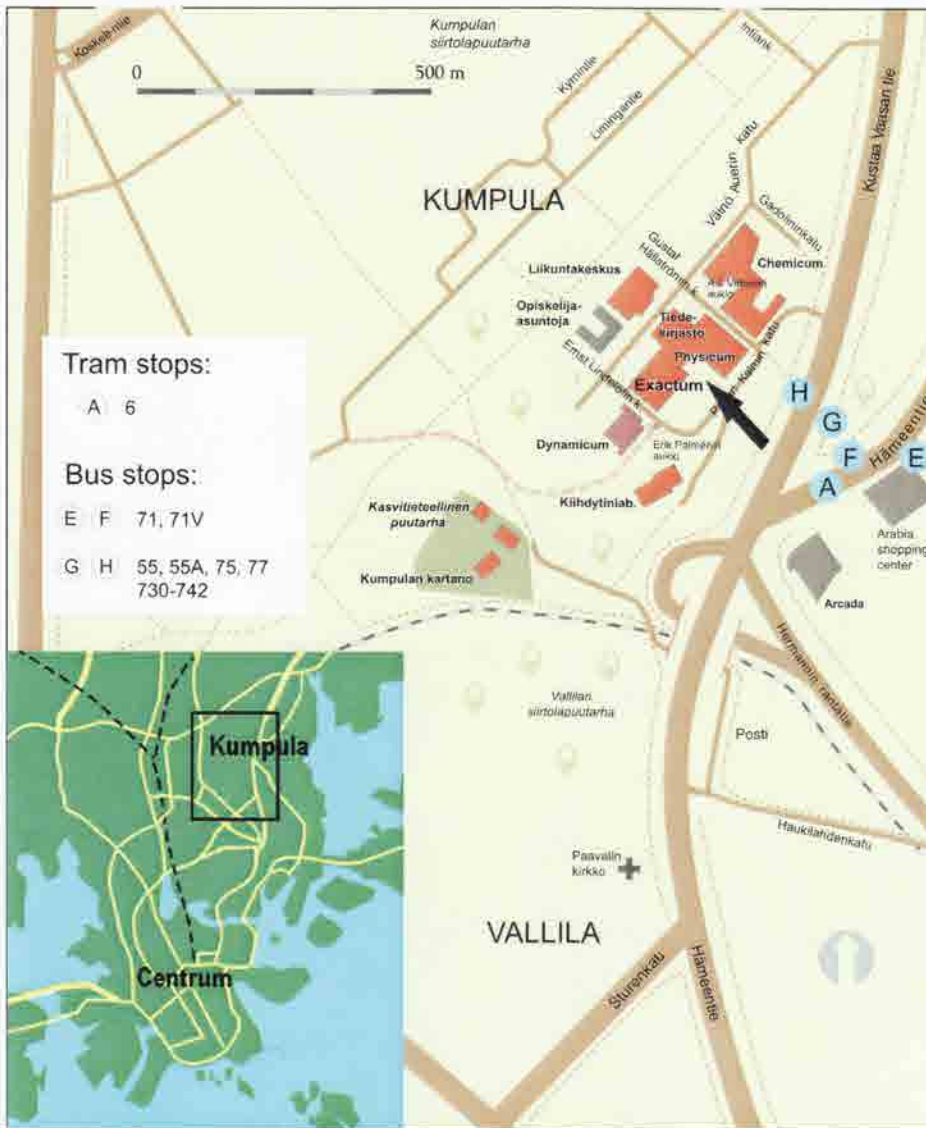 Koskelantie
Kumpulan
siirtolapuutarha
0
500 m
Kymintie
Limingantie
Intiank.
Kustaa Vaasan tie
KUMPULA
Väinö Auerin katu
Gadolininkatu
Gustaf
Hällströmin k.
Chemicum
Liikuntakeskus
Opiskelija-
asuntoja
Tiede-
kirjasto
Physicum
Ernst Lindelöfin k.
Exactum
Dynamicum
Erik Palménin
aukio
Kiihdytinlab.
H
G
F
A
E
Hämeentie
Arabia
shopping
center
Arcada
Tram stops:
A 6
Bus stops:
E F 71, 71V
G H 55, 55A, 75, 77
730-742
Kasvitieteellinen
puutarha
Kumpulan kartano
Hermannin rantatie
Vallilan
siirtolapuutarha
Posti
Haukilahdenkatu
Paavalin
kirkko
VALLILA
Sturenkatu
Hämeentie
Kumpula
Centrum